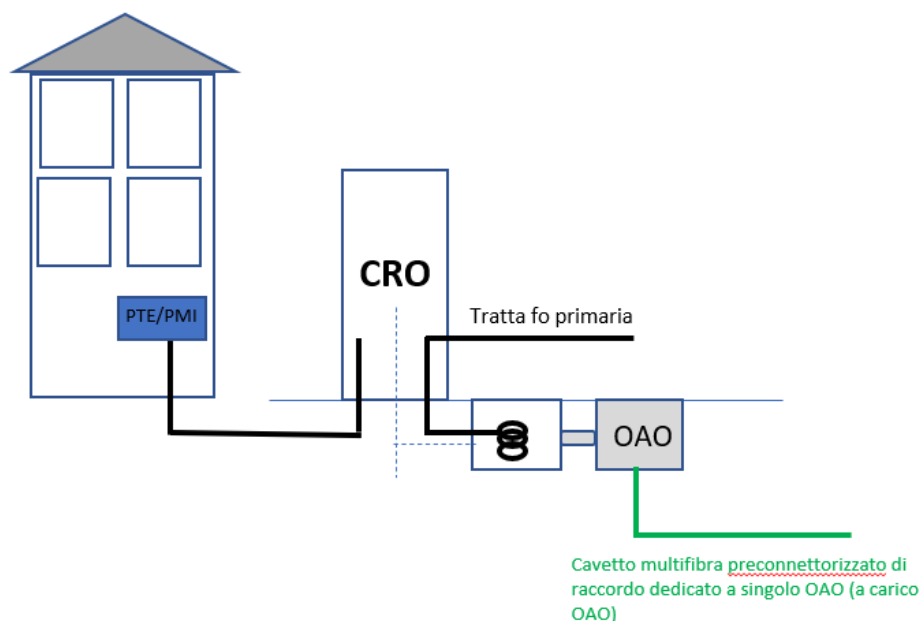 CRO
PTE/PMI
Tratta fo primaria
OAO
Cavetto multifibra preconnettorizzato di
raccordo dedicato a singolo OAO (a carico
OAO)